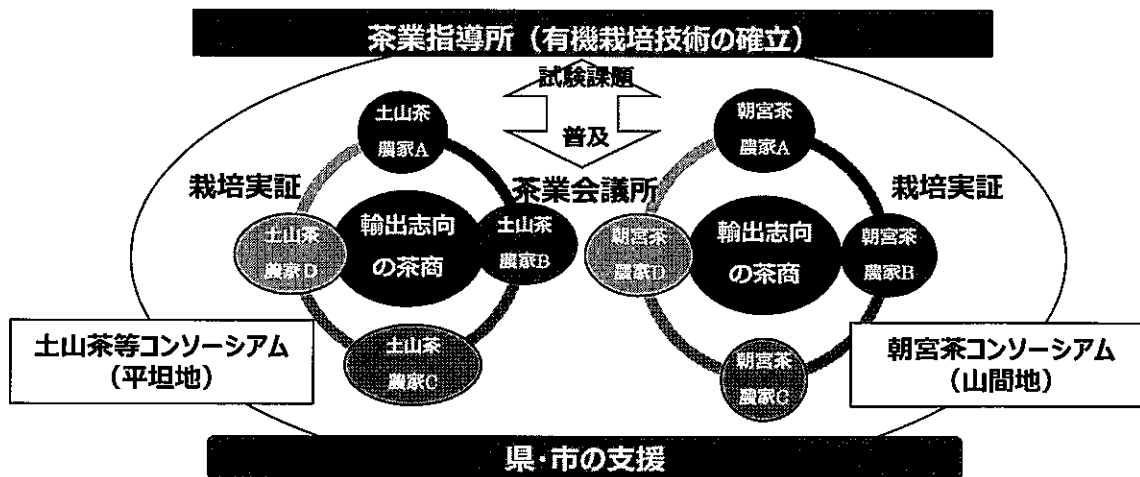 茶業指導所（有機栽培技術の確立）
試験課題
普及
茶業会議所
栽培実証
土山茶
農家A
土山茶
農家B
土山茶
農家C
土山茶
農家D
輸出志向
の茶商
土山茶等コンソーシアム
（平坦地）
栽培実証
朝宮茶
農家A
朝宮茶
農家B
朝宮茶
農家C
朝宮茶
農家D
輸出志向
の茶商
朝宮茶コンソーシアム
（山間地）
県・市の支援